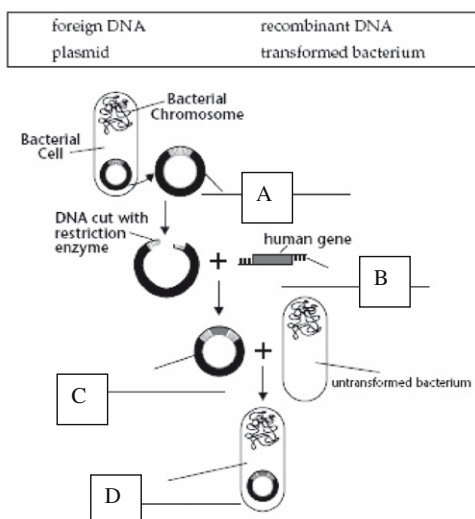 foreign DNA recombinant DNA
plasmid transformed bacterium
Bacterial
Chromosome
Bacterial
Cell
A
DNA cut with
restriction
enzyme
+
human gene
B
+
untransformed bacterium
C
D